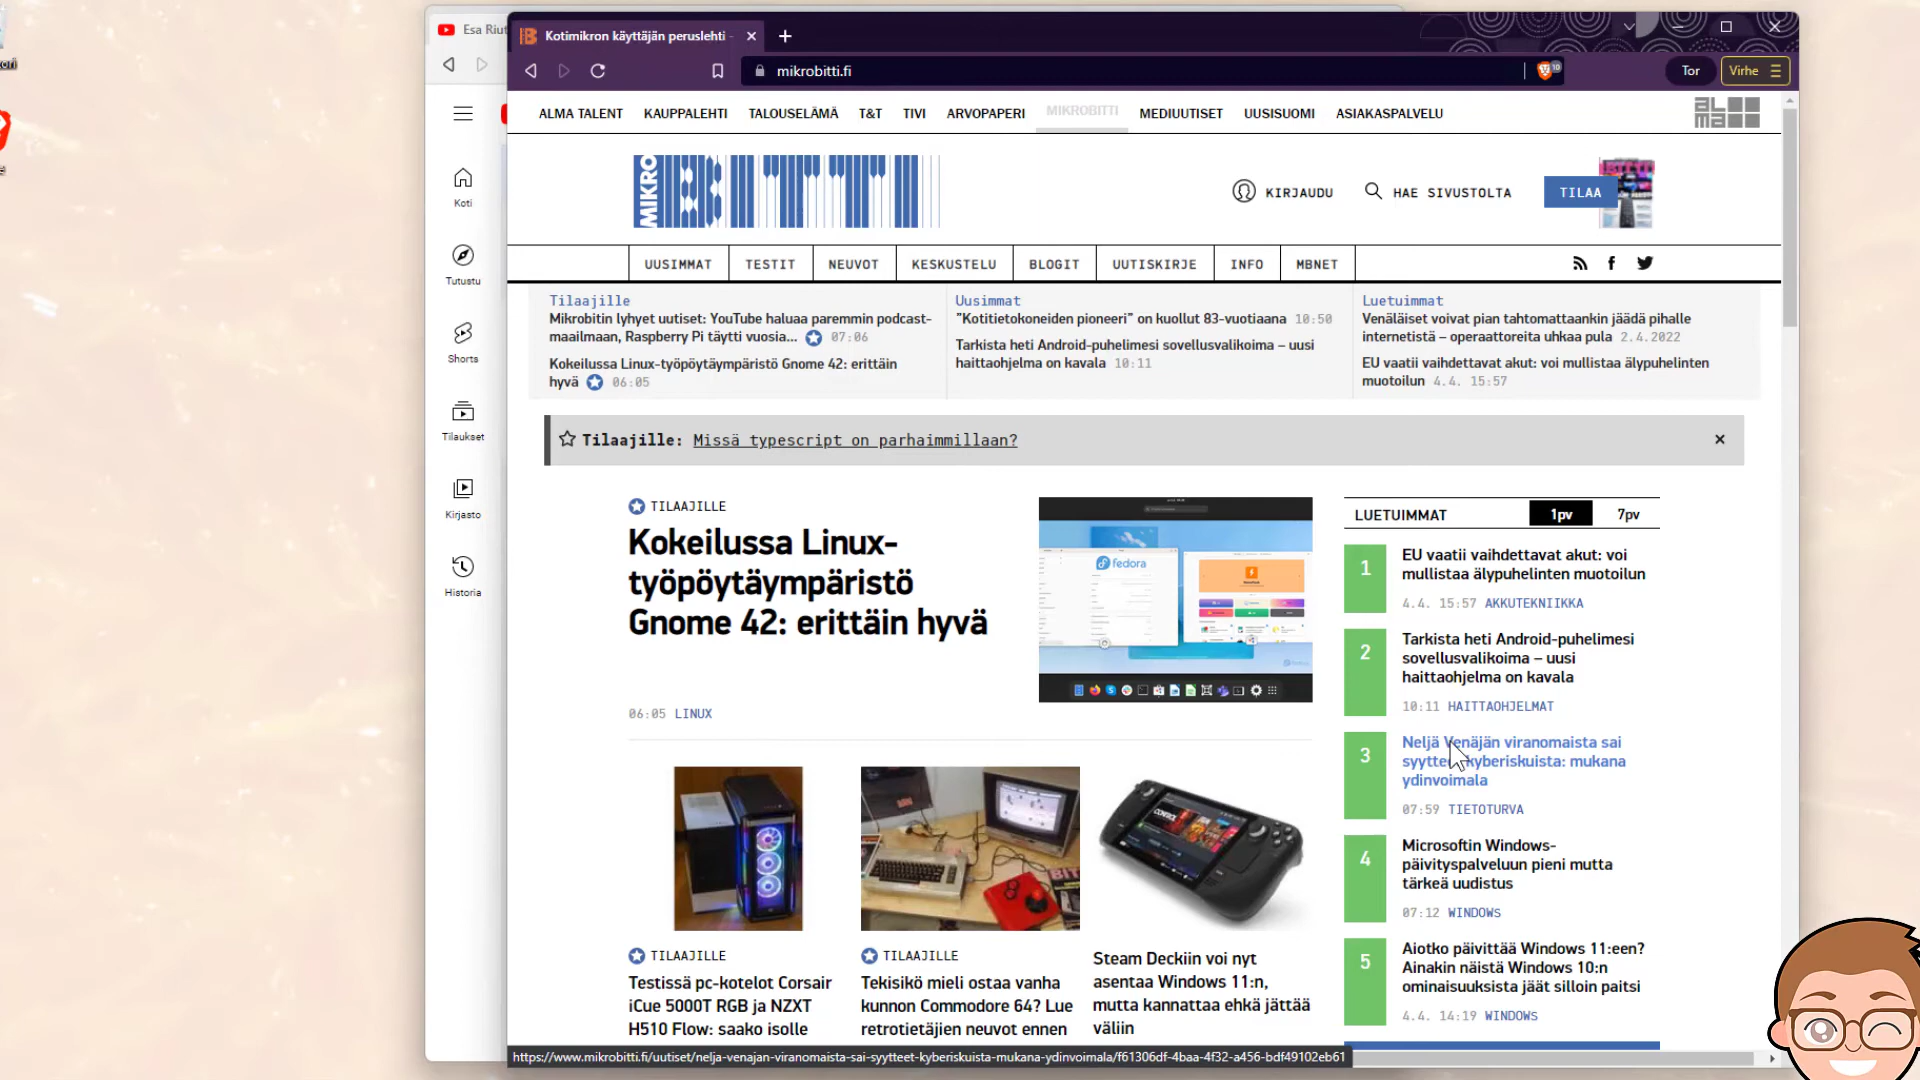 Esa Riut
Kotimikron käyttäjän peruslehti -
mikrobitti.fi
10
Tor
Virhe
ALMA TALENT KAUPPALEHTI TALOUSELÄMÄ T&T TIVI ARVOPAPERI MIKROBITTI MEDIUUTISET UUSISUOMI ASIAKASPALVELU
alma
MIKRO BITTI
KIRJAUDU
HAE SIVUSTOLTA
TILAA
UUSIMMAT TESTIT NEUVOT KESKUSTELU BLOGIT UUTISKIRJE INFO MBNET
Koti
Tutustu
Shorts
Tilaukset
Kirjasto
Historia
Tilaajille
Mikrobitin lyhyet uutiset: YouTube haluaa paremmin podcast-
maailmaan, Raspberry Pi täytti vuosia... 07:06
Kokeilussa Linux-työpöytäympäristö Gnome 42: erittäin
hyvä 06:05
Uusimmat
"Kotitietokoneiden pioneeri" on kuollut 83-vuotiaana 10:50
Tarkista heti Android-puhelimesi sovellusvalikoima – uusi
haittaohjelma on kavala 10:11
Luetuimmat
Venäläiset voivat pian tahtomattaankin jäädä pihalle
internetistä – operaattoreita uhkaa pula 2.4.2022
EU vaatii vaihdettavat akut: voi mullistaa älypuhelinten
muotoilun 4.4. 15:57
Tilaajille: Missä typescript on parhaimmillaan?
TILAAJILLE
Kokeilussa Linux-
työpöytäympäristö
Gnome 42: erittäin hyvä
06:05 LINUX
fedora
TILAAJILLE
Testissä pc-kotelot Corsair
iCue 5000T RGB ja NZXT
H510 Flow: saako isolle
TILAAJILLE
Tekisikö mieli ostaa vanha
kunnon Commodore 64? Lue
retrotietäjien neuvot ennen
Steam Deckiin voi nyt
asentaa Windows 11:n,
mutta kannattaa ehkä jättää
väliin
LUETUIMMAT 1pv 7pv
1
EU vaatii vaihdettavat akut: voi
mullistaa älypuhelinten muotoilun
4.4. 15:57 AKKUTEKNIIKKA
2
Tarkista heti Android-puhelimesi
sovellusvalikoima – uusi
haittaohjelma on kavala
10:11 HAITTAOHJELMAT
3
Neljä Venäjän viranomaista sai
syytteet kyberiskuista: mukana
ydinvoimala
07:59 TIETOTURVA
4
Microsoftin Windows-
päivityspalveluun pieni mutta
tärkeä uudistus
07:12 WINDOWS
5
Aiotko päivittää Windows 11:een?
Ainakin näistä Windows 10:n
ominaisuuksista jäät silloin paitsi
4.4. 14:19 WINDOWS
https://www.mikrobitti.fi/uutiset/nelja-venajan-viranomaista-sai-syytteet-kyberiskuista-mukana-ydinvoimala/f61306df-4baa-4f32-a456-bdf49102eb61